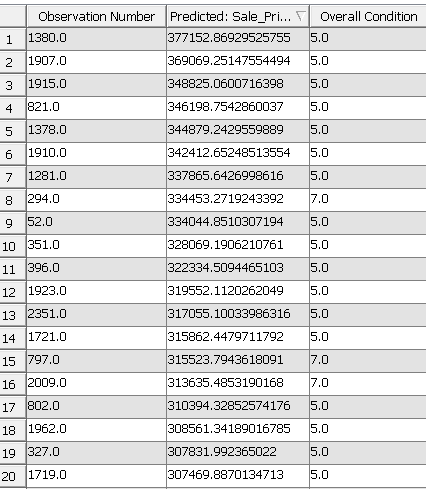 Observation Number Predicted: Sale_Pri... Overall Condition
1 1380.0 377152.86929525755 5.0
2 1907.0 369069.25147554494 5.0
3 1915.0 348825.0600716398 5.0
4 821.0 346198.7542860037 5.0
5 1378.0 344879.2429559889 5.0
6 1910.0 342412.65248513554 5.0
7 1281.0 337865.6426998616 5.0
8 294.0 334453.2719243392 7.0
9 52.0 334044.8510307194 5.0
10 351.0 328069.1906210761 5.0
11 396.0 322334.5094465103 5.0
12 1923.0 319552.1120262049 5.0
13 2351.0 317055.10033986316 5.0
14 1721.0 315862.4479711792 5.0
15 797.0 315523.7943618091 7.0
16 2009.0 313635.4853190168 7.0
17 802.0 310394.32852574176 5.0
18 1962.0 308561.34189016785 5.0
19 327.0 307831.992365022 5.0
20 1719.0 307469.8870134713 5.0